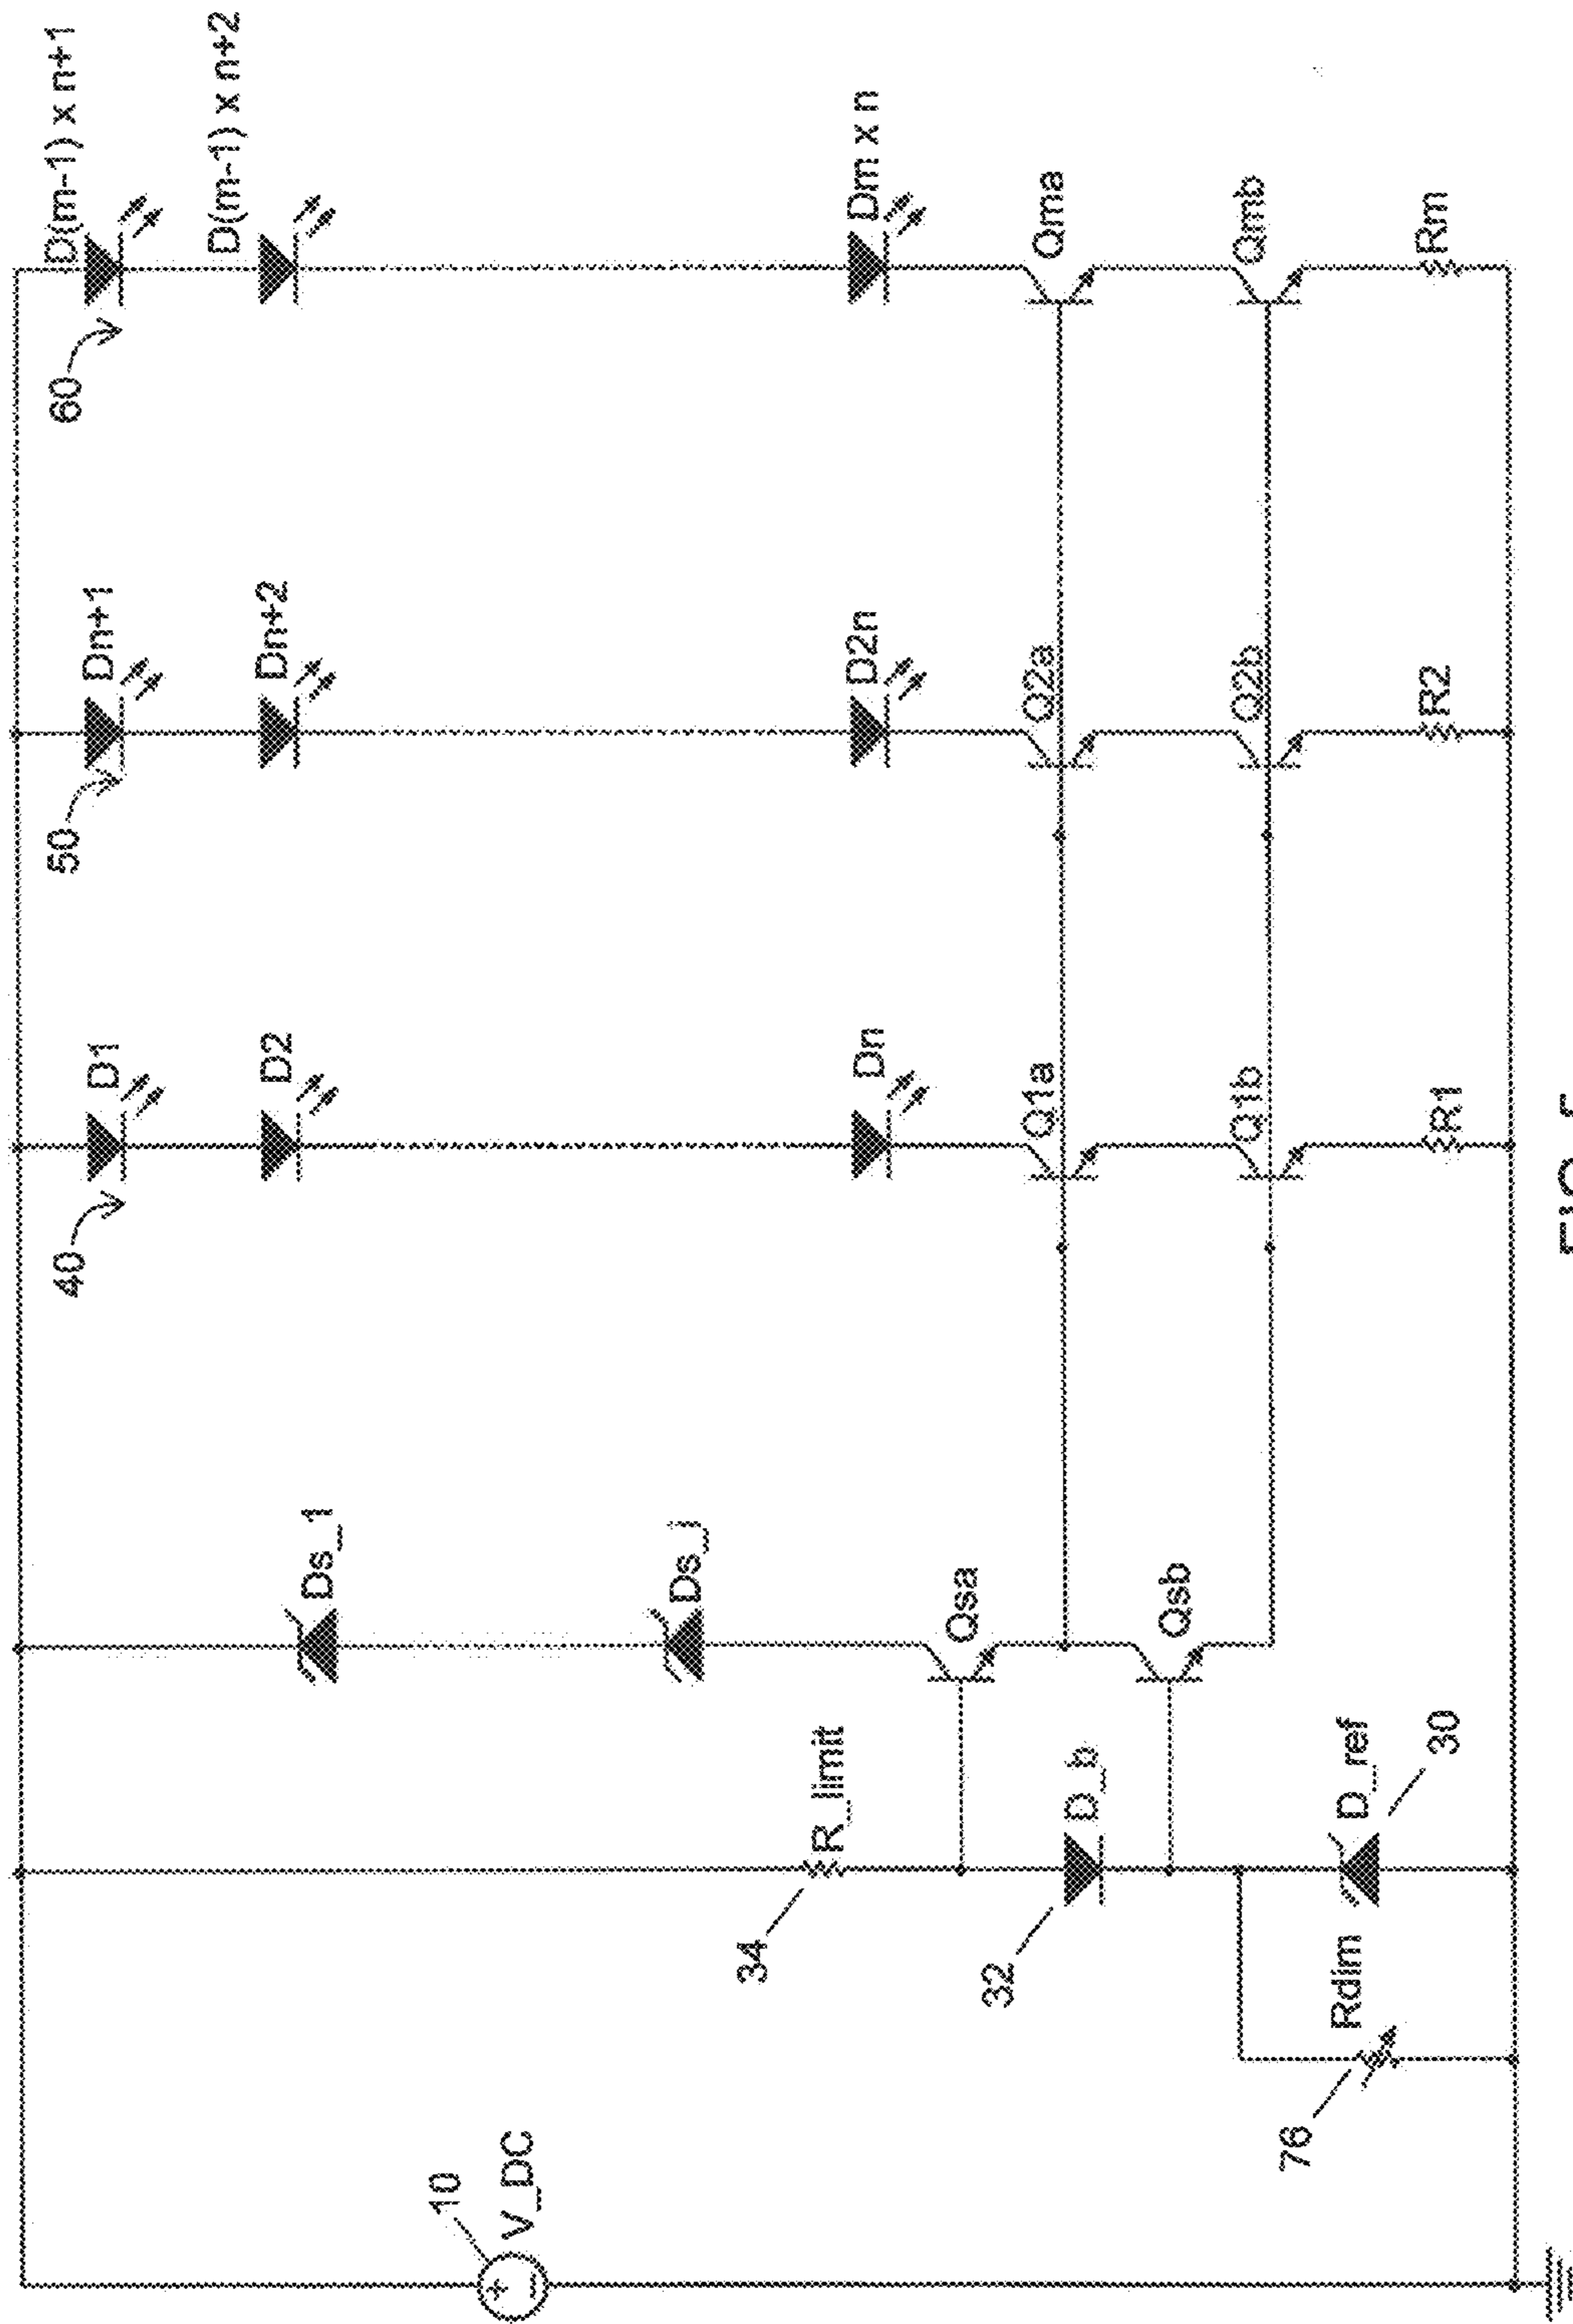 10
V_DC
76
Rdim
34
R_limit
32
D_b
D_ref
30
Ds_1
Ds_j
Qsa
Qsb
40
D1
D2
Dn
Q1a
Q1b
R1
50
Dn+1
Dn+2
D2n
Q2a
Q2b
R2
60
D(m-1) x n+1
D(m-1) x n+2
Dm x n
Qma
Qmb
Rm